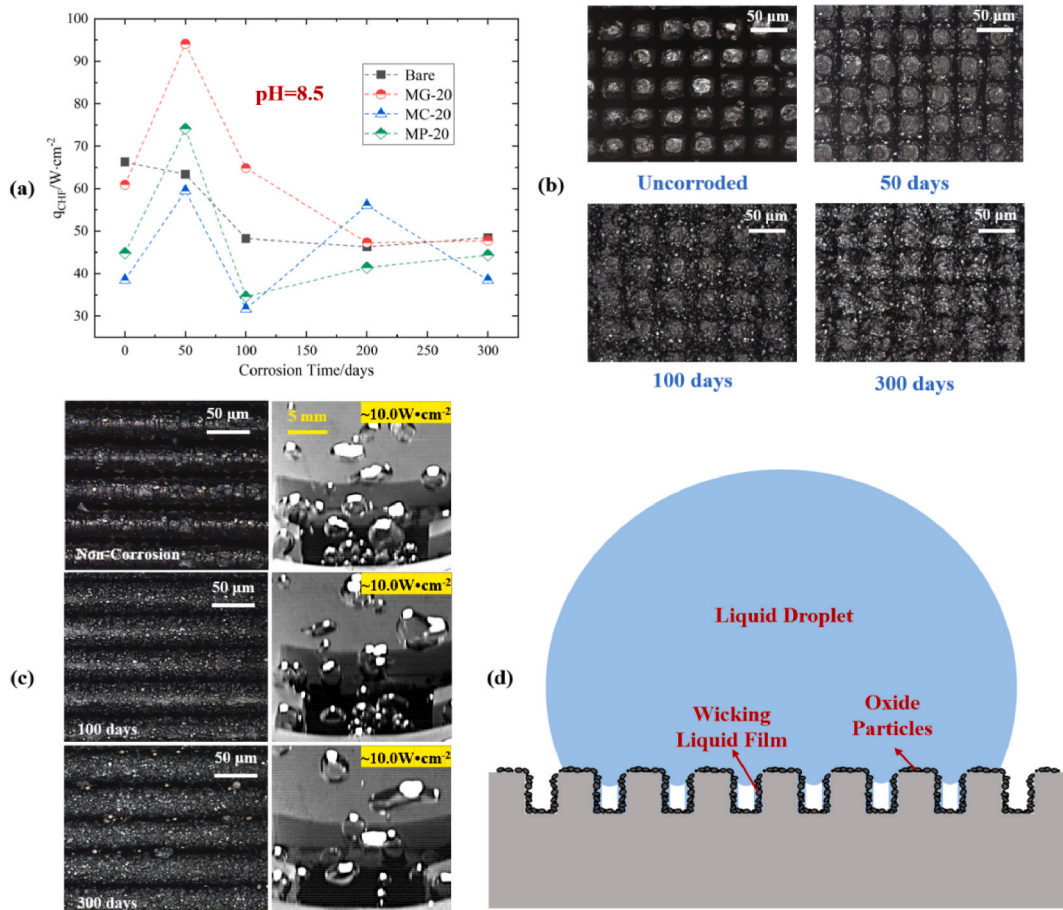 (a)
q_CHF/W·cm⁻²
100
90
80
70
60
50
40
30
0
50
100
150
200
250
300
Corrosion Time/days
pH=8.5
Bare
MG-20
MC-20
MP-20
(b)
50 μm
Uncorroded
50 μm
50 days
50 μm
100 days
50 μm
300 days
(c)
50 μm
Non-Corrosion
5 mm
~10.0W•cm⁻²
50 μm
100 days
~10.0W•cm⁻²
50 μm
300 days
~10.0W•cm⁻²
(d)
Liquid Droplet
Wicking
Liquid Film
Oxide
Particles